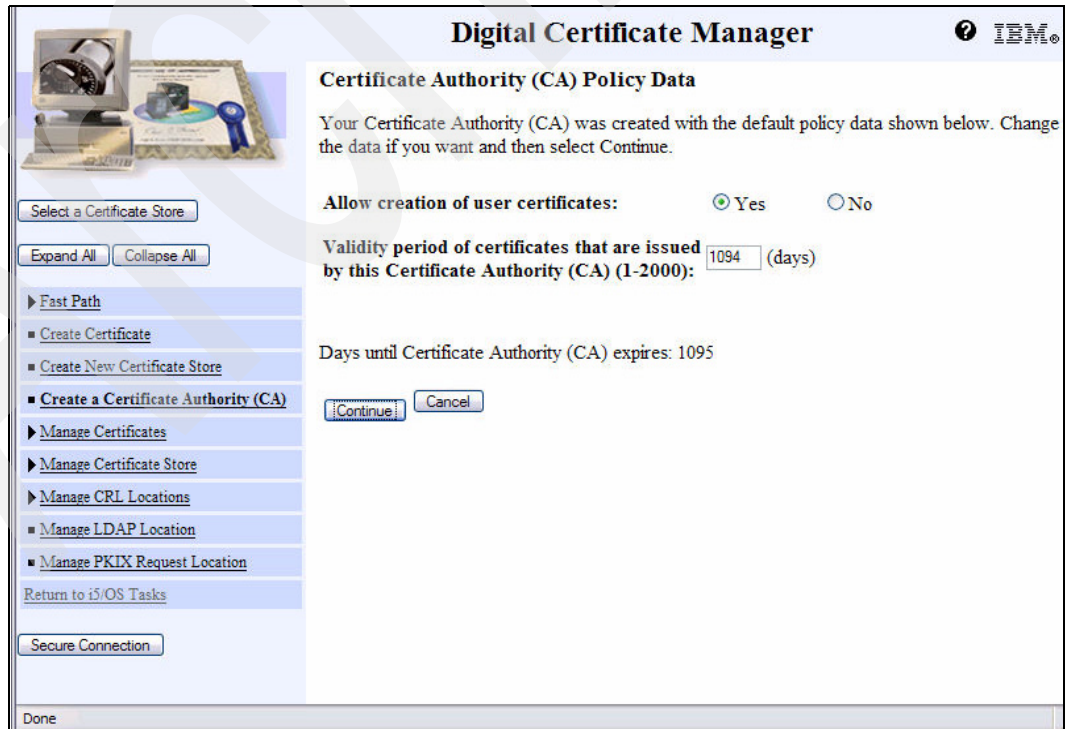 Digital Certificate Manager
IBM®
Select a Certificate Store
Expand All Collapse All
Fast Path
Create Certificate
Create New Certificate Store
Create a Certificate Authority (CA)
Manage Certificates
Manage Certificate Store
Manage CRL Locations
Manage LDAP Location
Manage PKIX Request Location
Return to i5/OS Tasks
Secure Connection
Certificate Authority (CA) Policy Data
Your Certificate Authority (CA) was created with the default policy data shown below. Change
the data if you want and then select Continue.
Allow creation of user certificates: Yes No
Validity period of certificates that are issued
by this Certificate Authority (CA) (1-2000): 1094 (days)
Days until Certificate Authority (CA) expires: 1095
Continue Cancel
Done